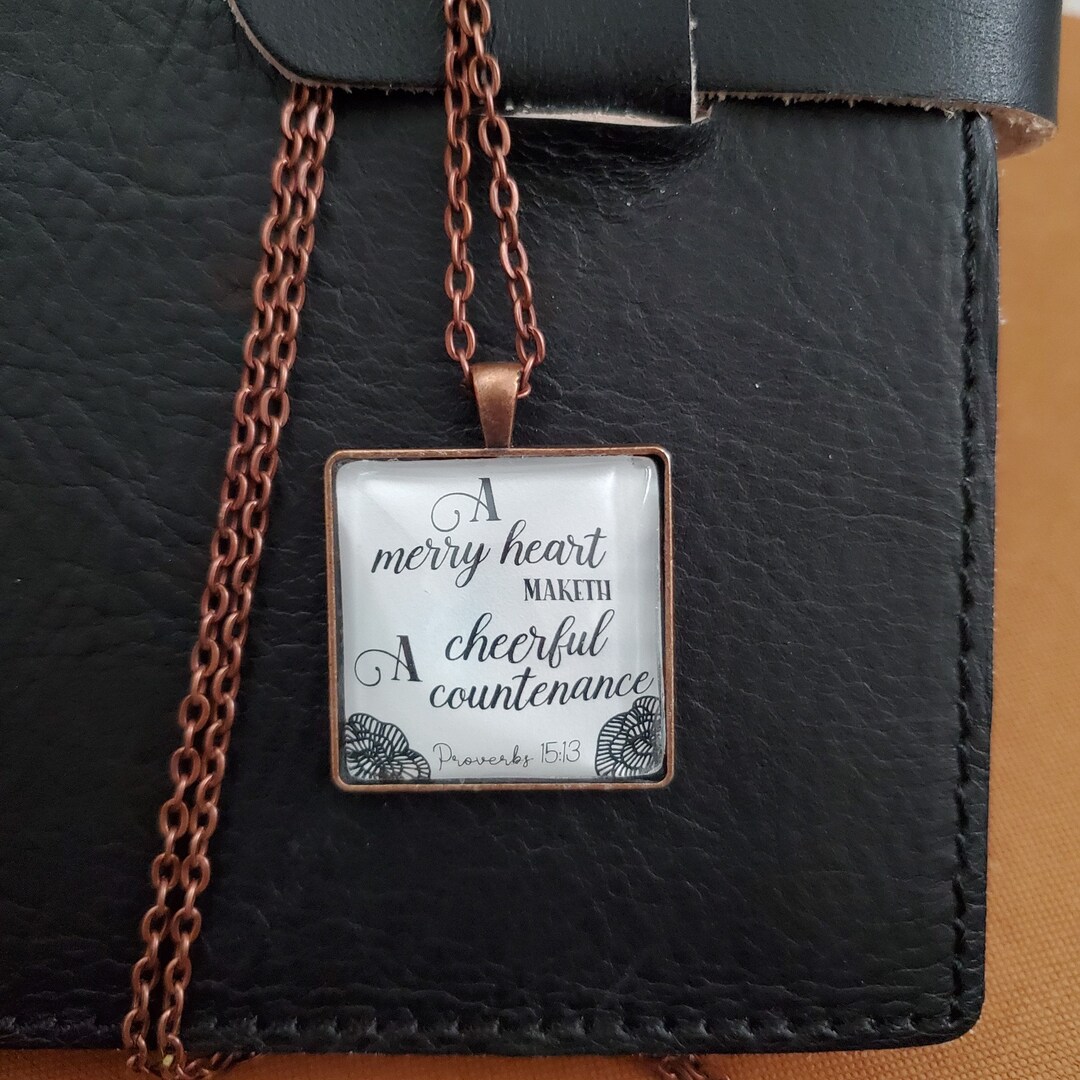 A
merry heart
MAKETH
A cheerful
countenance
Proverbs 15:13